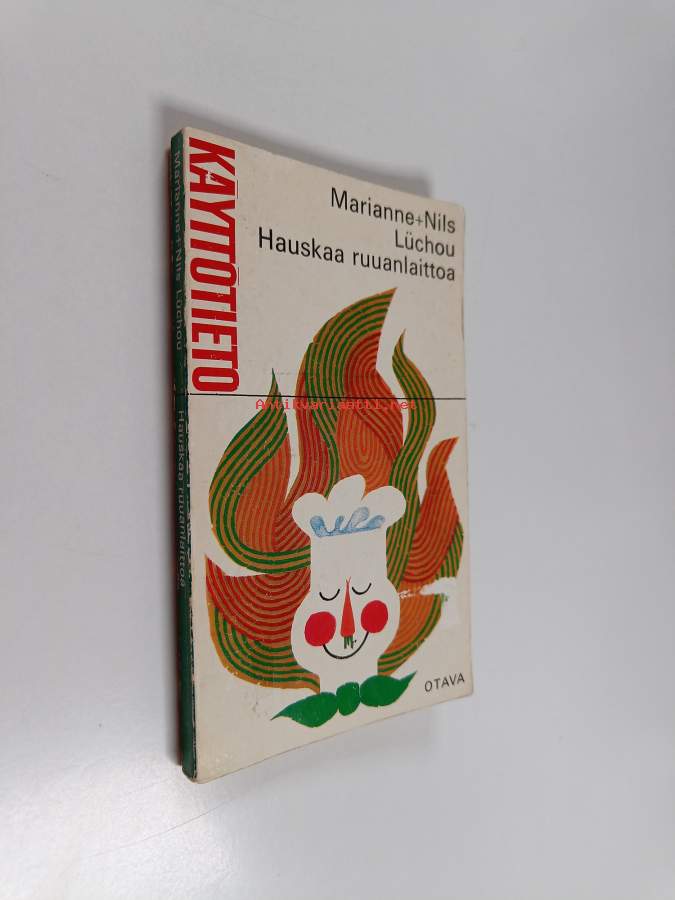 KÄYTTÖTIETO
Marianne+Nils
Lüchou
Hauskaa ruuanlaittoa
Antikvariaatti.net
OTAVA
Marianne+Nils Lüchou Hauskaa ruuanlaittoa